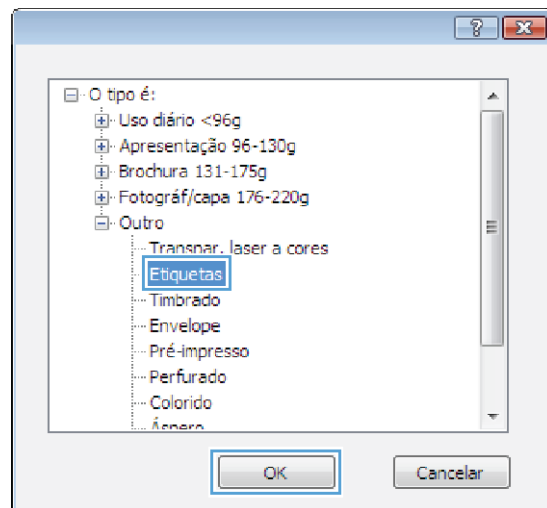 O tipo é:
Uso diário <96g
Apresentação 96-130g
Brochura 131-175g
Fotográf/capa 176-220g
Outro
Transpar. laser a cores
Etiquetas
Timbrado
Envelope
Pré-impresso
Perfurado
Colorido
Áspero
OK Cancelar